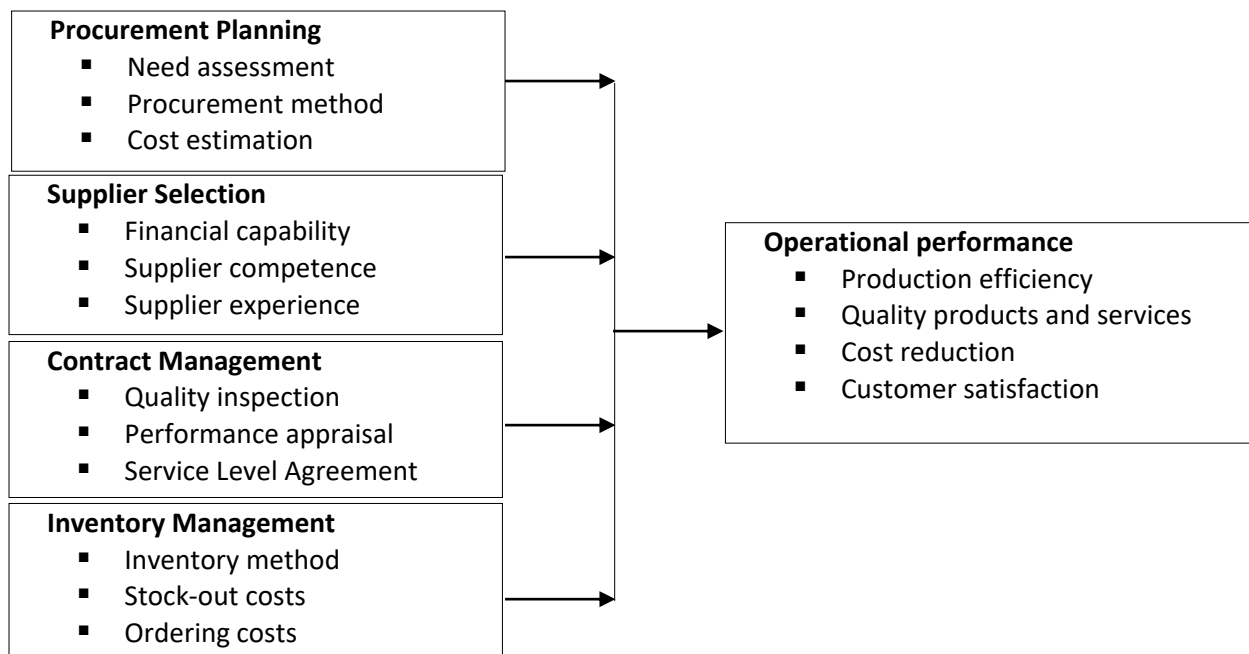 Procurement Planning
▪ Need assessment
▪ Procurement method
▪ Cost estimation
Supplier Selection
▪ Financial capability
▪ Supplier competence
▪ Supplier experience
Contract Management
▪ Quality inspection
▪ Performance appraisal
▪ Service Level Agreement
Inventory Management
▪ Inventory method
▪ Stock-out costs
▪ Ordering costs
Operational performance
▪ Production efficiency
▪ Quality products and services
▪ Cost reduction
▪ Customer satisfaction